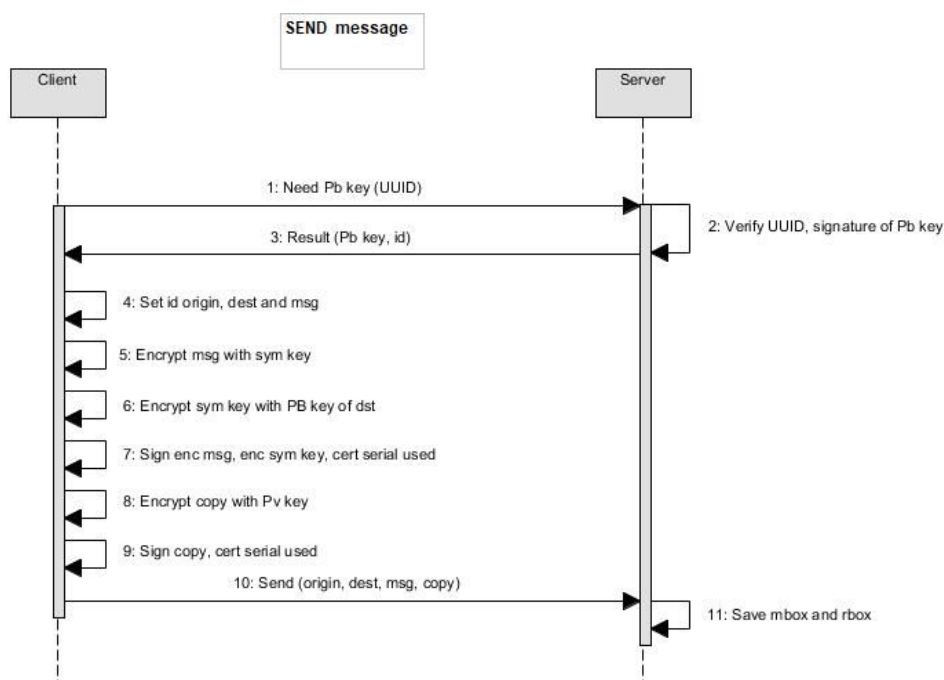 SEND message
Client
Server
1: Need Pb key (UUID)
2: Verify UUID, signature of Pb key
3: Result (Pb key, id)
4: Set id origin, dest and msg
5: Encrypt msg with sym key
6: Encrypt sym key with PB key of dst
7: Sign enc msg, enc sym key, cert serial used
8: Encrypt copy with Pv key
9: Sign copy, cert serial used
10: Send (origin, dest, msg, copy)
11: Save mbox and rbox